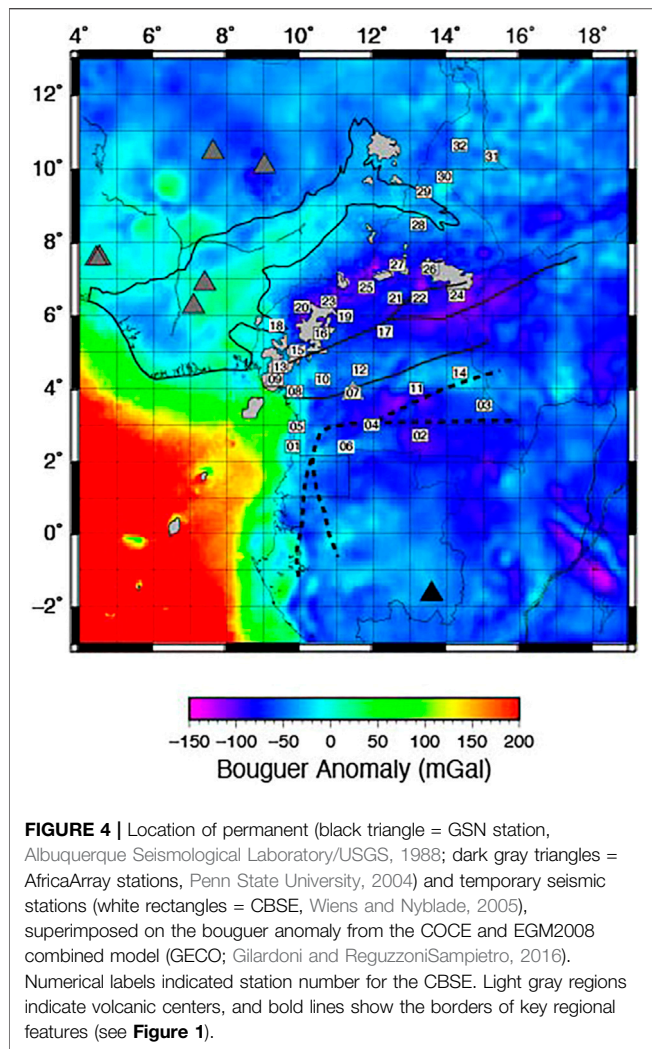 4° 6° 8° 10° 12° 14° 16° 18°
12°
32
10° 31
30
29
28
8°
27 26
25
21 22 24
6° 20 23
19
18 16 17
15
13 12
4° 09 10 14
08 07 11
03
05 04
02
01 06
0°
−2°
−150 −100 −50 0 50 100 150 200
Bouguer Anomaly (mGal)
FIGURE 4 | Location of permanent (black triangle = GSN station,
Albuquerque Seismological Laboratory/USGS, 1988; dark gray triangles =
AfricaArray stations, Penn State University, 2004) and temporary seismic
stations (white rectangles = CBSE, Wiens and Nyblade, 2005),
superimposed on the bouguer anomaly from the COCE and EGM2008
combined model (GECO; Gilardoni and ReguzzoniSampietro, 2016).
Numerical labels indicated station number for the CBSE. Light gray regions
indicate volcanic centers, and bold lines show the borders of key regional
features (see Figure 1).